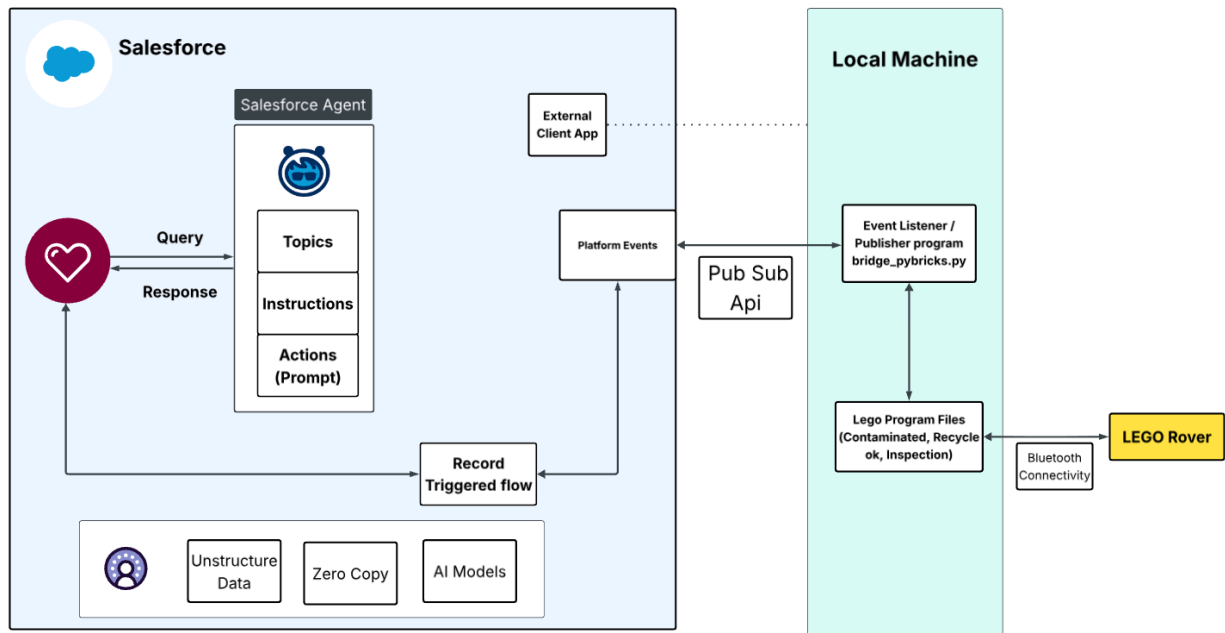 Salesforce
Local Machine
Salesforce Agent
External
Client App
Topics
Instructions
Actions
(Prompt)
Query
Response
Platform Events
Event Listener /
Publisher program
bridge_pybricks.py
Pub Sub
Api
Lego Program Files
(Contaminated, Recycle
ok, Inspection)
LEGO Rover
Bluetooth
Connectivity
Record
Triggered flow
Unstructure
Data
Zero Copy
AI Models